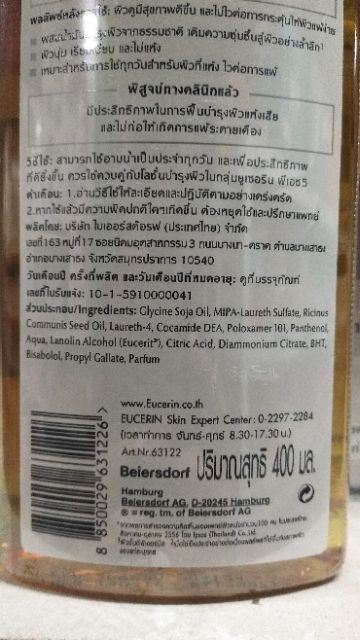 ผลลัพธ์หลังการใช้: ผิวดูมีสุขภาพดีขึ้น และไม่ไวต่อการกระตุ้นให้ผิวแพ้ง่าย
ผสมน้ำมันบำรุงผิวจากธรรมชาติ เติมความชุ่มชื้นสู่ผิวอย่างล้ำลึก¹
ผิวนุ่ม เรียบเนียน และไม่แห้ง
เหมาะสำหรับการใช้ทุกวันสำหรับผิวที่แห้ง ไวต่อการแพ้
พิสูจน์ทางคลินิกแล้ว
มีประสิทธิภาพในการฟื้นบำรุงผิวแห้งเสีย
และไม่ก่อให้เกิดการแพ้ระคายเคือง
วิธีใช้: สามารถใช้อาบน้ำเป็นประจำทุกวัน และเพื่อประสิทธิภาพ
ที่ดียิ่งขึ้น ควรใช้ควบคู่กับโลชั่นบำรุงผิวในกลุ่มยูเซอริน พีเอช5
คำเตือน: 1.อ่านวิธีใช้ให้ละเอียดและปฏิบัติตามอย่างเคร่งครัด
2.หากใช้แล้วมีความผิดปกติใดๆเกิดขึ้น ต้องหยุดใช้และปรึกษาแพทย์
ผลิตโดย: บริษัท ไบเออร์สด๊อรฟ (ประเทศไทย) จำกัด
เลขที่163 หมู่ที่17 ซอยนิคมอุตสาหกรรม3 ถนนบางนา-ตราด ตำบลบางเสาธง
อำเภอบางเสาธง จังหวัดสมุทรปราการ 10540
วันเดือนปี ครั้งที่ผลิต และวันเดือนปีที่หมดอายุ: ดูที่บรรจุภัณฑ์
เลขที่ใบรับแจ้ง: 10-1-5910000041
ส่วนประกอบ/Ingredients: Glycine Soja Oil, MIPA-Laureth Sulfate, Ricinus
Communis Seed Oil, Laureth-4, Cocamide DEA, Poloxamer 101, Panthenol,
Aqua, Lanolin Alcohol (Eucerit®), Citric Acid, Diammonium Citrate, BHT,
Bisabolol, Propyl Gallate, Parfum
www.Eucerin.co.th
EUCERIN Skin Expert Center: 0-2297-2284
(เวลาทำการ จันทร์-ศุกร์ 8.30-17.30 น.)
Art.Nr.63122
Beiersdorf ปริมาณสุทธิ 400 มล.
Hamburg
Beiersdorf AG, D-20245 Hamburg
® = reg. tm. of Beiersdorf AG
8 850029 631226 >